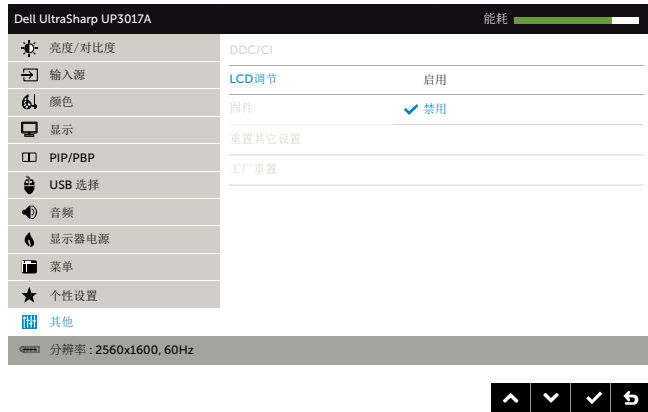 Dell UltraSharp UP3017A
能耗
亮度/对比度
DDC/CI
输入源
LCD调节
启用
颜色
固件
禁用
显示
重置其它设置
PIP/PBP
工厂重置
USB 选择
音频
显示器电源
菜单
个性设置
其他
分辨率 : 2560x1600, 60Hz